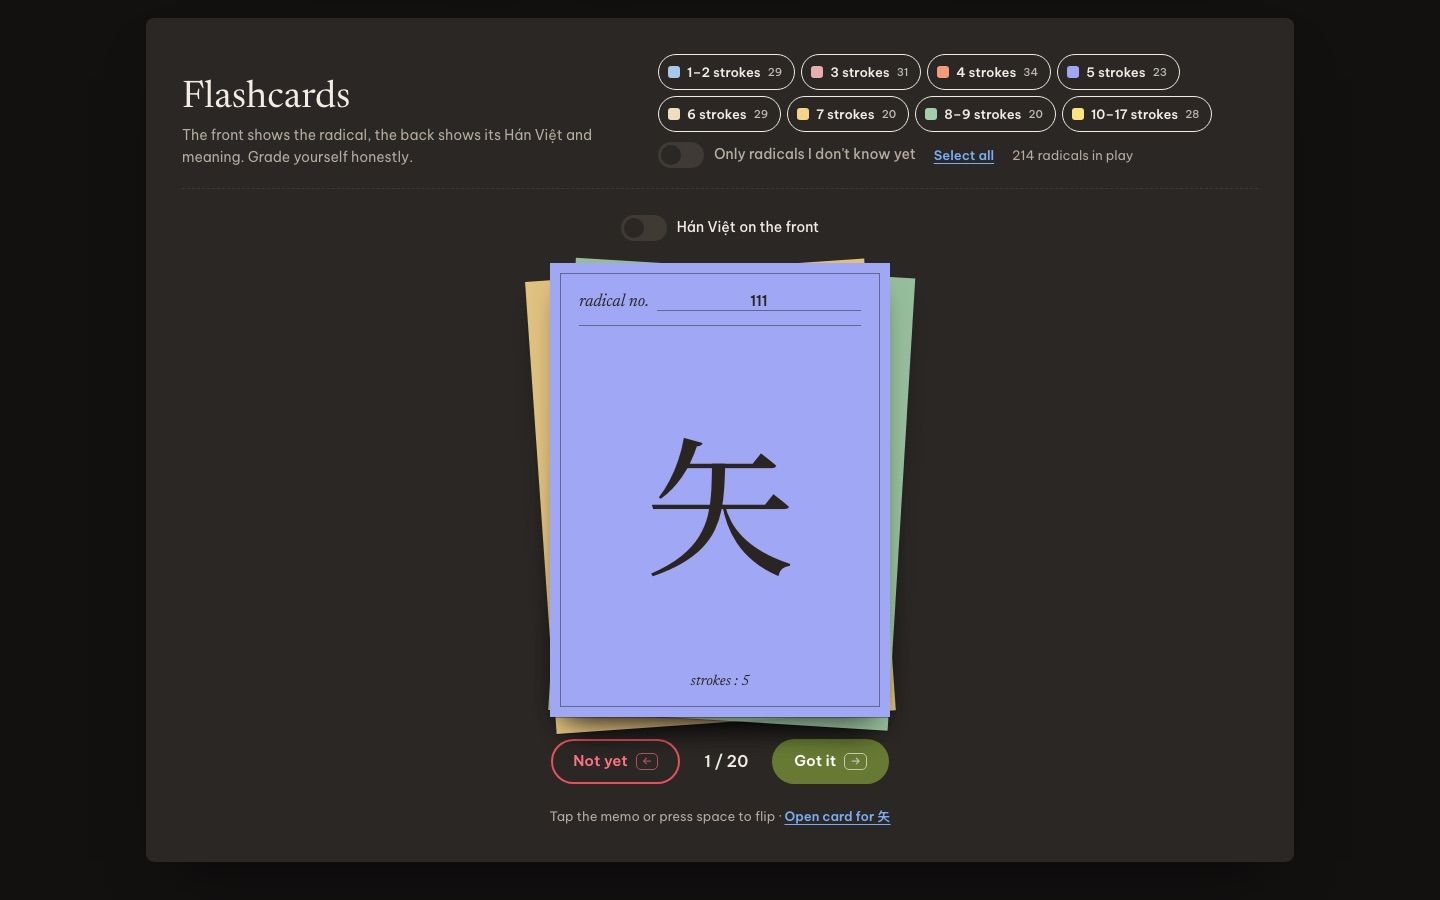 Flashcards
The front shows the radical, the back shows its Hán Việt and
meaning. Grade yourself honestly.
1–2 strokes 29
3 strokes 31
4 strokes 34
5 strokes 23
6 strokes 29
7 strokes 20
8–9 strokes 20
10–17 strokes 28
Only radicals I don't know yet
Select all
214 radicals in play
Hán Việt on the front
radical no. 111
矢
strokes : 5
Not yet ←
1 / 20
Got it →
Tap the memo or press space to flip · Open card for 矢